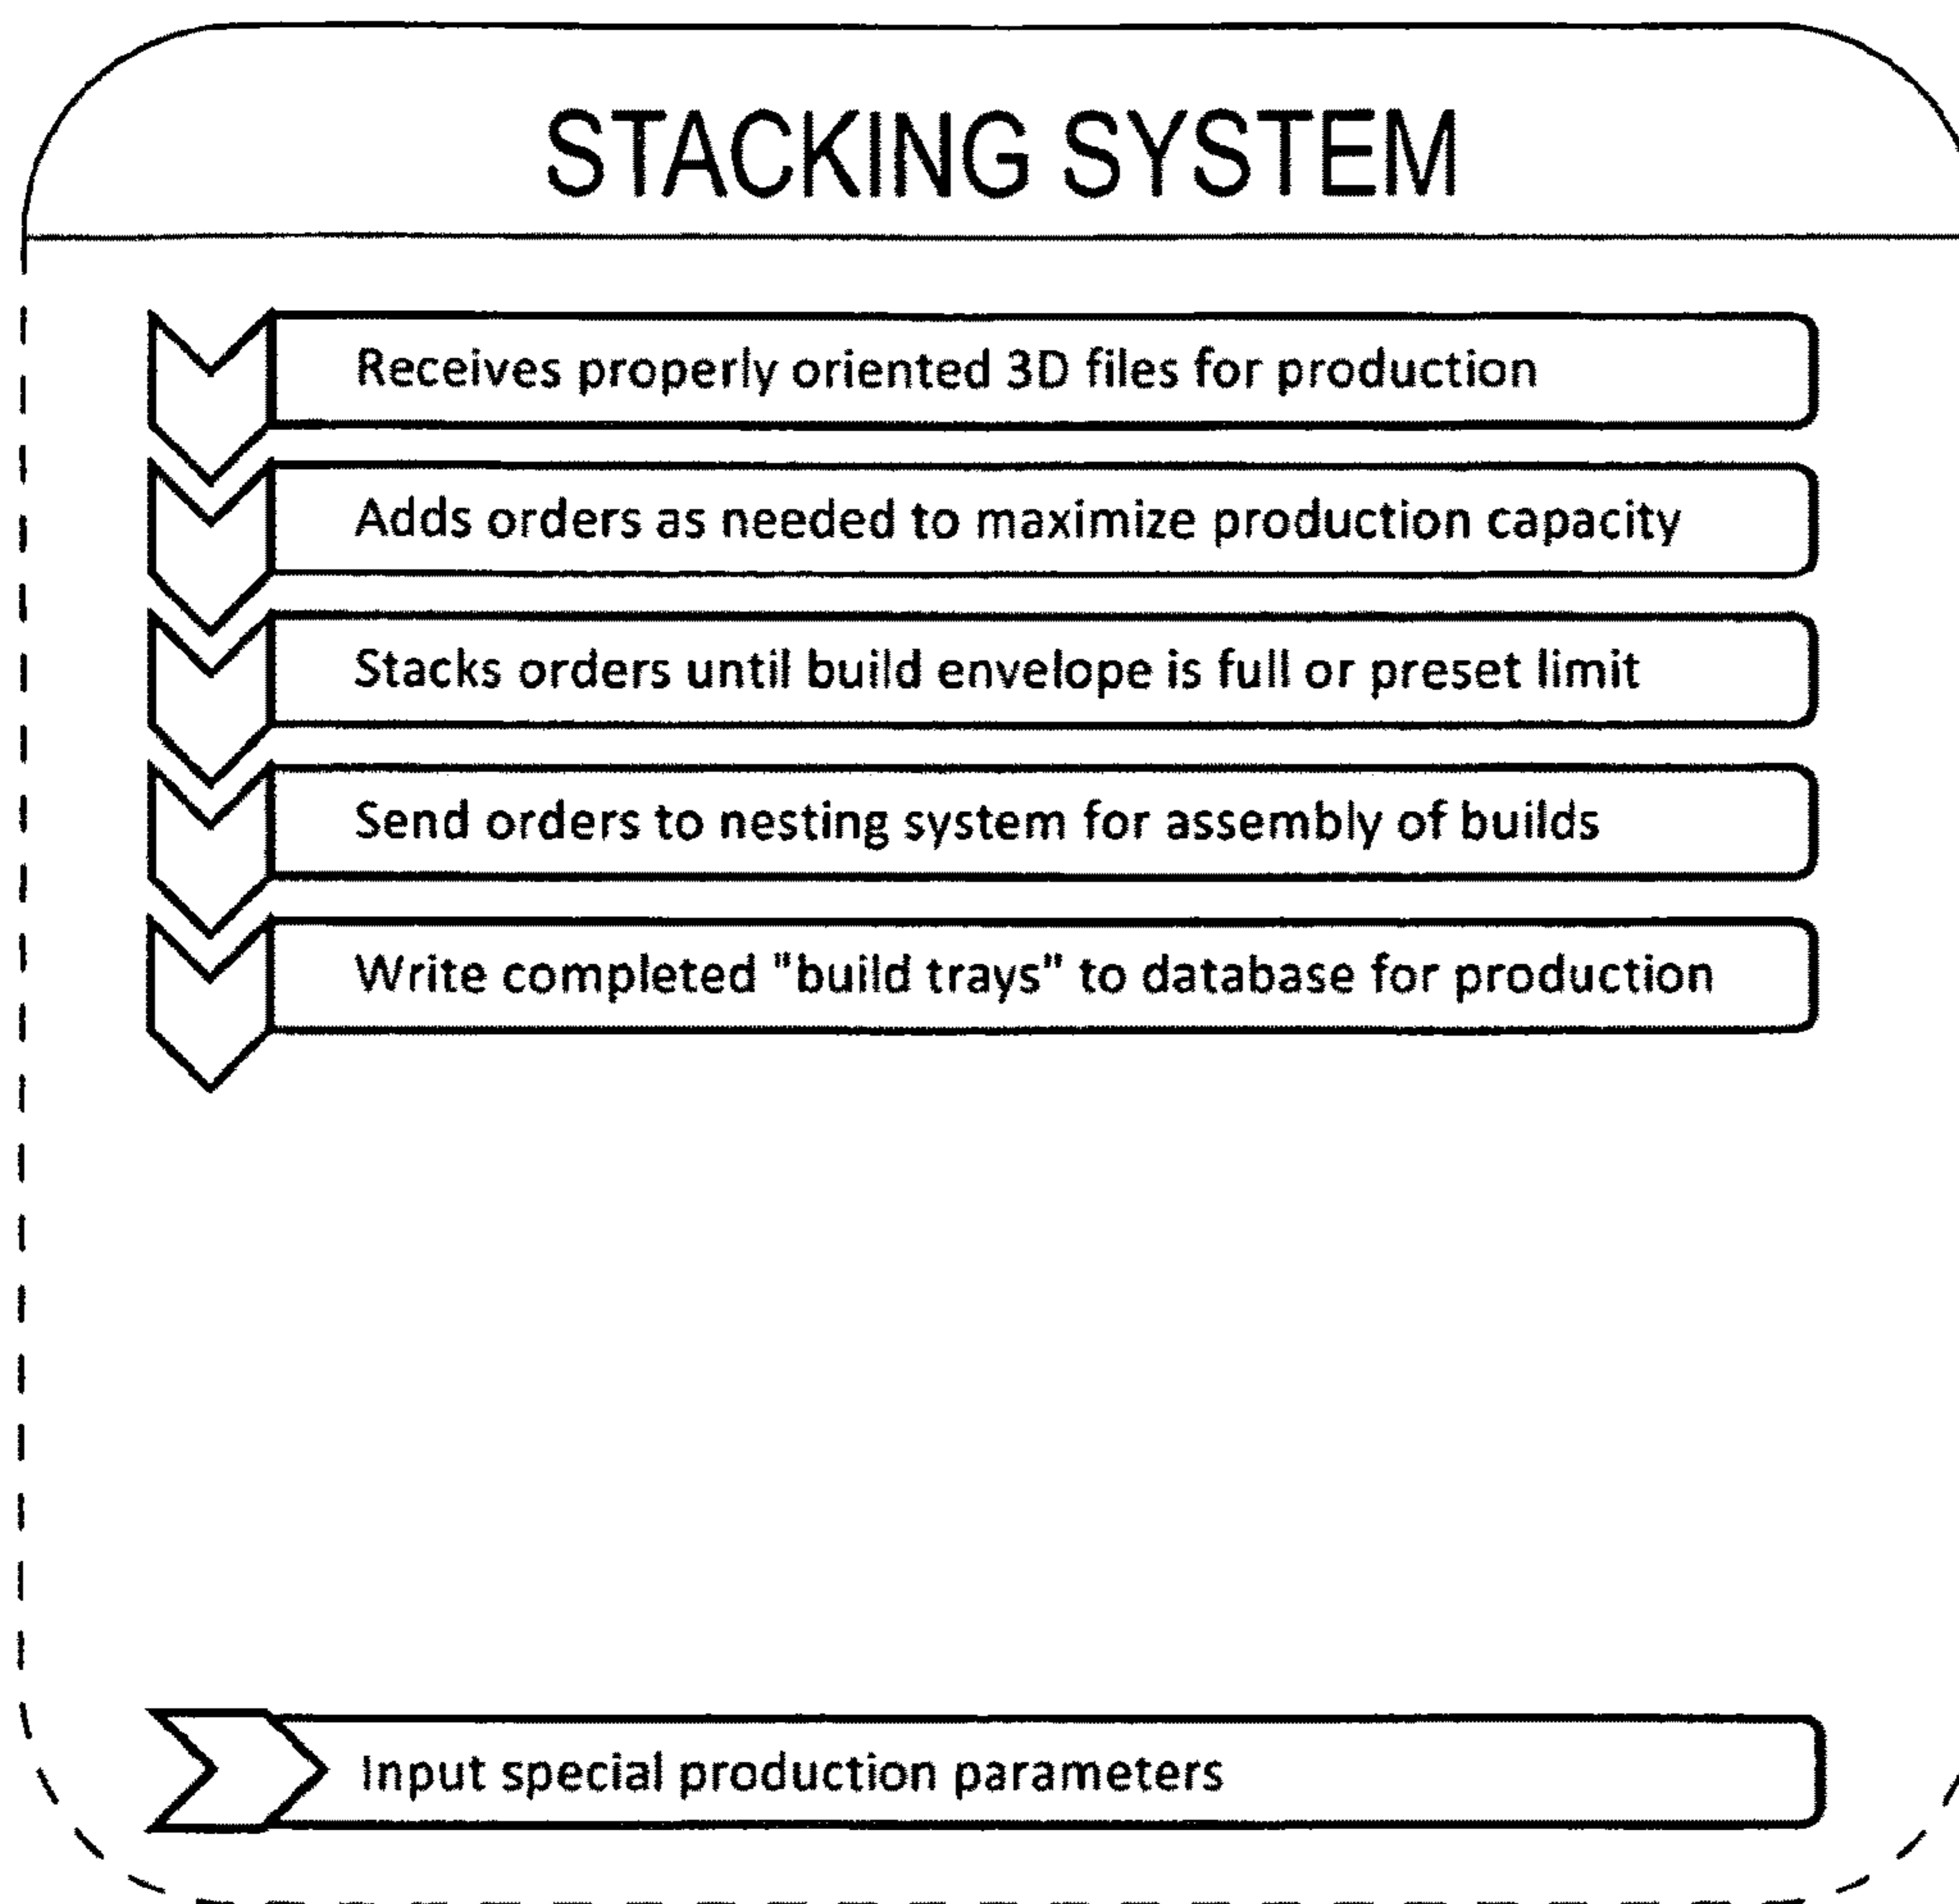 STACKING SYSTEM
Receives properly oriented 3D files for production
Adds orders as needed to maximize production capacity
Stacks orders until build envelope is full or preset limit
Send orders to nesting system for assembly of builds
Write completed "build trays" to database for production
Input special production parameters